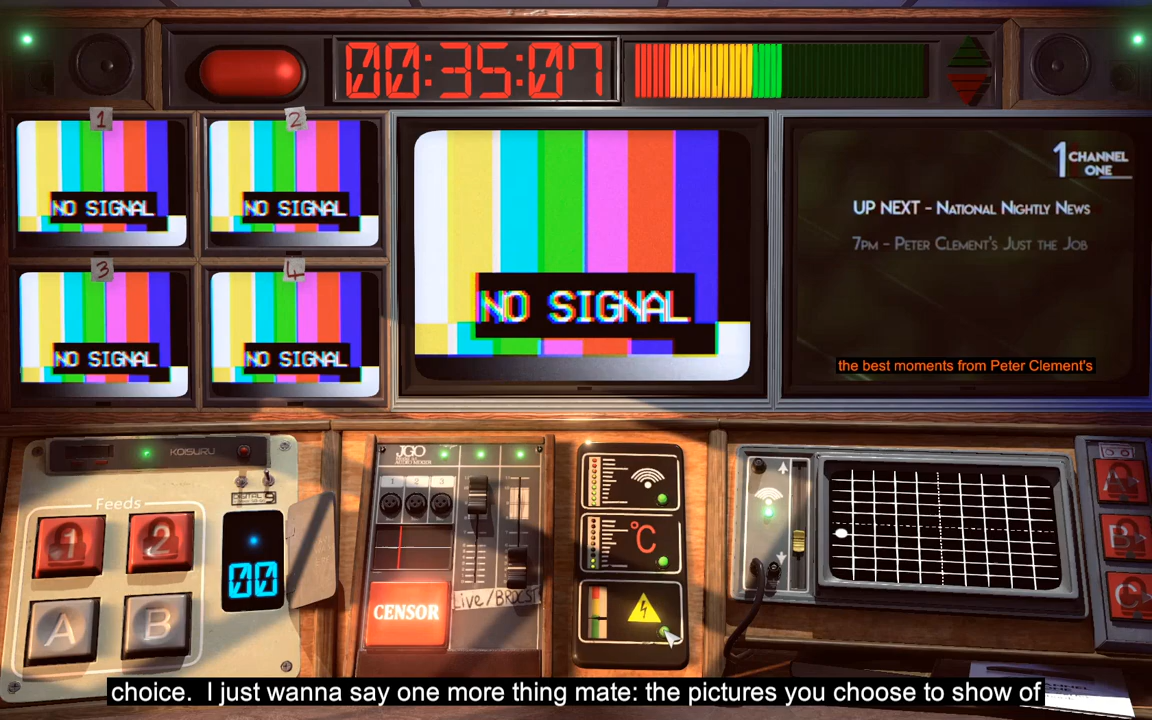 00:35:07
1
2
NO SIGNAL
NO SIGNAL
3
4
NO SIGNAL
NO SIGNAL
NO SIGNAL
1 CHANNEL
ONE
UP NEXT - NATIONAL NIGHTLY NEWS
7PM - PETER CLEMENT'S JUST THE JOB
the best moments from Peter Clement's
KOISURU
Feeds
1
2
A
B
00
JGO
1 2 3
CENSOR
Live/BRDCST
°C
A
B
C
choice. I just wanna say one more thing mate: the pictures you choose to show of